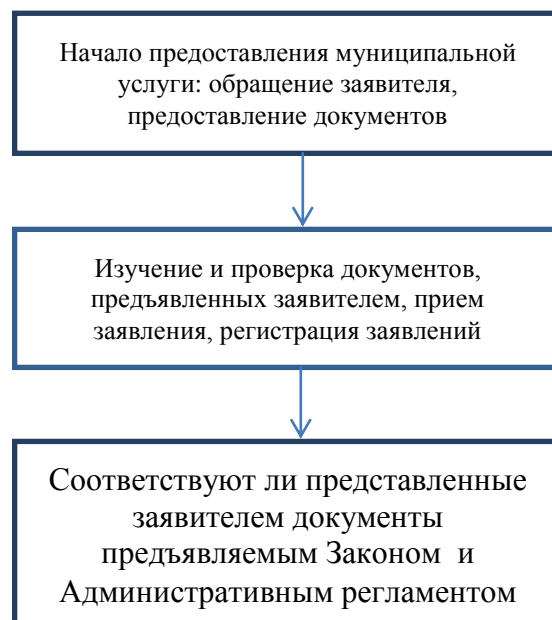 Начало предоставления муниципальной
услуги: обращение заявителя,
предоставление документов
Изучение и проверка документов,
предъявленных заявителем, прием
заявления, регистрация заявлений
Соответствуют ли представленные
заявителем документы
предъявляемым Законом и
Административным регламентом